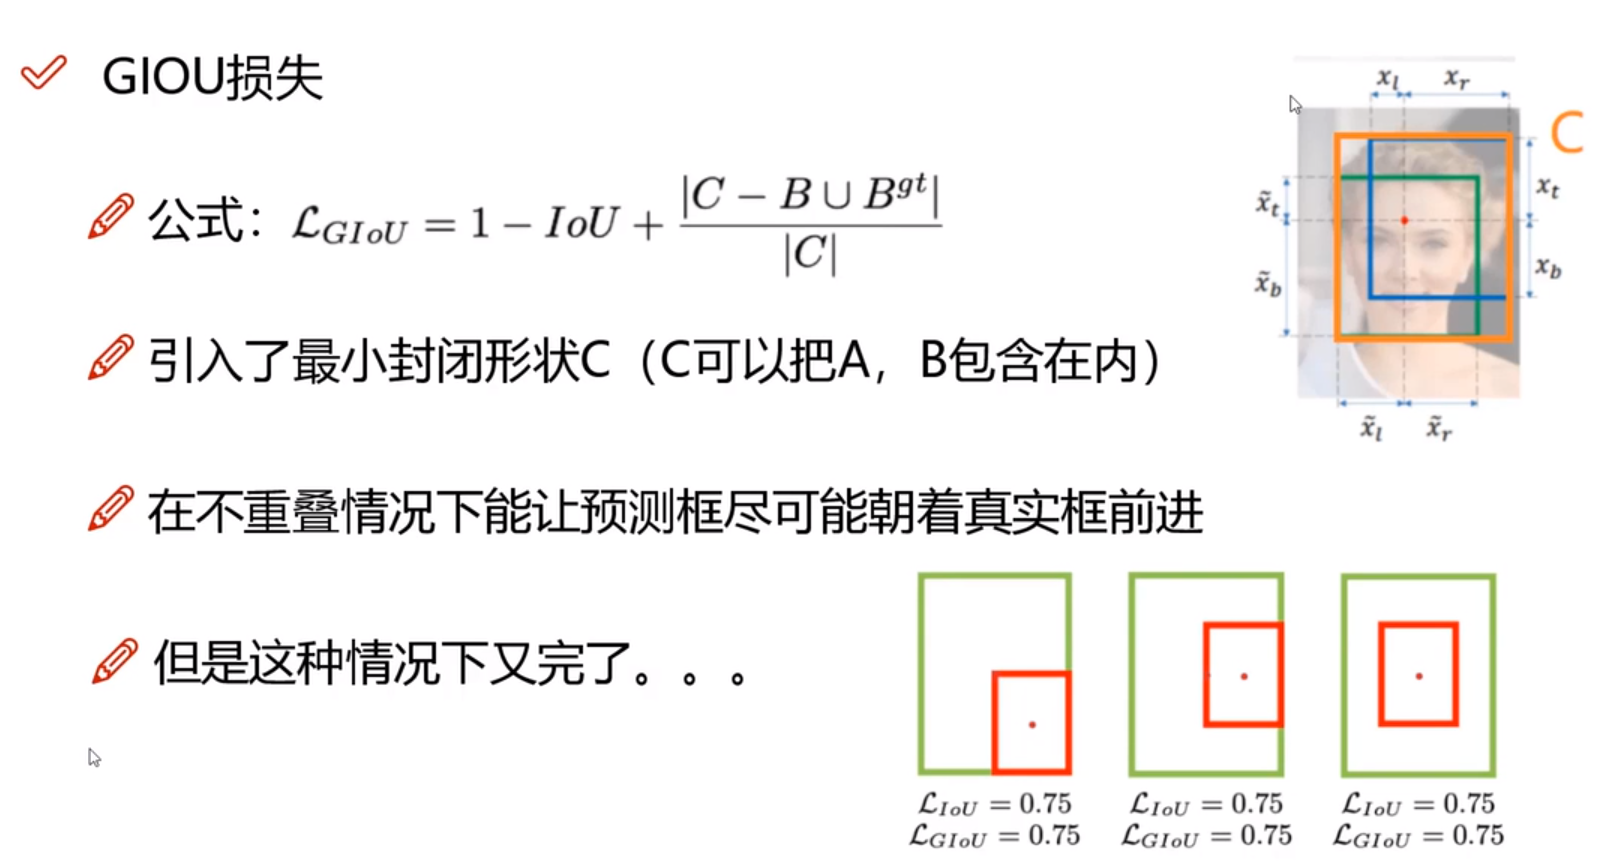 GIOU损失
公式：$\mathcal{L}_{GIoU} = 1 - IoU + \frac{|C - B \cup B^{gt}|}{|C|}$
引入了最小封闭形状C（C可以把A，B包含在内）
在不重叠情况下能让预测框尽可能朝着真实框前进
但是这种情况下又完了。。。
$x_l$ $x_r$
C
$x_t$
$\tilde{x}_t$
$x_b$
$\tilde{x}_b$
$\tilde{x}_l$ $\tilde{x}_r$
$\mathcal{L}_{IoU} = 0.75$ $\mathcal{L}_{IoU} = 0.75$ $\mathcal{L}_{IoU} = 0.75$
$\mathcal{L}_{GIoU} = 0.75$ $\mathcal{L}_{GIoU} = 0.75$ $\mathcal{L}_{GIoU} = 0.75$